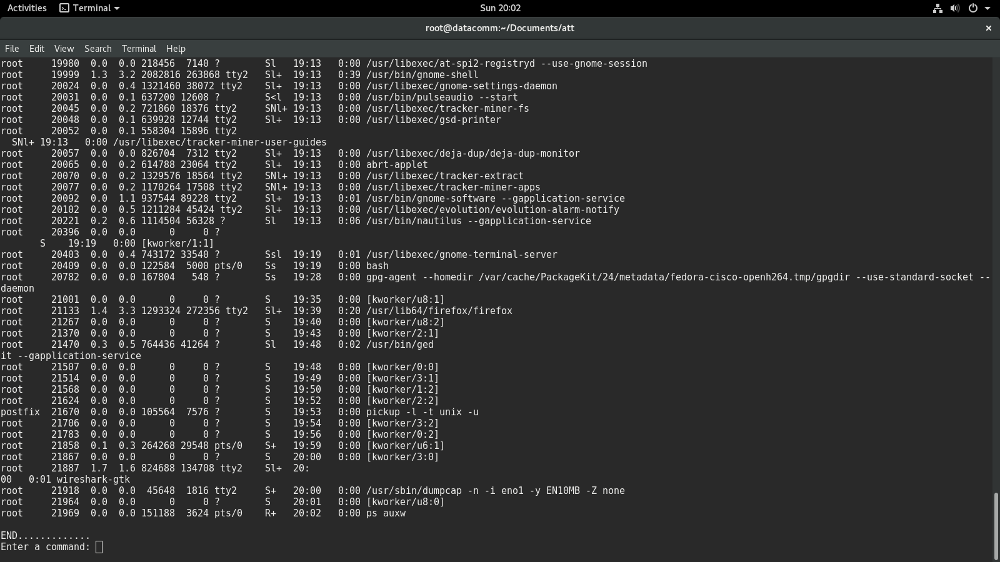 Activities Terminal Sun 20:02
root@datacomm:~/Documents/att ×
File Edit View Search Terminal Help
root     19980  0.0  0.0 218456  7140 ?        Sl   19:13   0:00 /usr/libexec/at-spi2-registryd --use-gnome-session
root     19999  1.3  3.2 2082816 263868 tty2   Sl+  19:13   0:39 /usr/bin/gnome-shell
root     20024  0.0  0.4 1321460 38072 tty2    Sl+  19:13   0:00 /usr/libexec/gnome-settings-daemon
root     20031  0.0  0.1 637200 12608 ?        S<l  19:13   0:00 /usr/bin/pulseaudio --start
root     20045  0.0  0.2 721860 18376 tty2     SNl+ 19:13   0:00 /usr/libexec/tracker-miner-fs
root     20048  0.0  0.1 639928 12744 tty2     Sl+  19:13   0:00 /usr/libexec/gsd-printer
root     20052  0.0  0.1 558304 15896 tty2
  SNl+ 19:13   0:00 /usr/libexec/tracker-miner-user-guides
root     20057  0.0  0.0 826704  7312 tty2     Sl+  19:13   0:00 /usr/libexec/deja-dup/deja-dup-monitor
root     20065  0.0  0.2 614788 23064 tty2     Sl+  19:13   0:00 abrt-applet
root     20070  0.0  0.2 1329576 18564 tty2    SNl+ 19:13   0:00 /usr/libexec/tracker-extract
root     20077  0.0  0.2 1170264 17508 tty2    SNl+ 19:13   0:00 /usr/libexec/tracker-miner-apps
root     20092  0.0  1.1 937544 89228 tty2     Sl+  19:13   0:01 /usr/bin/gnome-software --gapplication-service
root     20102  0.0  0.5 1211284 45424 tty2    Sl+  19:13   0:00 /usr/libexec/evolution/evolution-alarm-notify
root     20221  0.2  0.6 1114504 56328 ?       Sl   19:13   0:06 /usr/bin/nautilus --gapplication-service
root     20396  0.0  0.0      0     0 ?
       S    19:19   0:00 [kworker/1:1]
root     20403  0.0  0.4 743172 33540 ?        Ssl  19:19   0:01 /usr/libexec/gnome-terminal-server
root     20409  0.0  0.0 122584  5000 pts/0    Ss   19:19   0:00 bash
root     20782  0.0  0.0 167804   548 ?        Ss   19:28   0:00 gpg-agent --homedir /var/cache/PackageKit/24/metadata/fedora-cisco-openh264.tmp/gpgdir --use-standard-socket --
daemon
root     21001  0.0  0.0      0     0 ?        S    19:35   0:00 [kworker/u8:1]
root     21133  1.4  3.3 1293324 272356 tty2   Sl+  19:39   0:20 /usr/lib64/firefox/firefox
root     21267  0.0  0.0      0     0 ?        S    19:40   0:00 [kworker/u8:2]
root     21370  0.0  0.0      0     0 ?        S    19:43   0:00 [kworker/2:1]
root     21470  0.3  0.5 764436 41264 ?        Sl   19:48   0:02 /usr/bin/ged
it --gapplication-service
root     21507  0.0  0.0      0     0 ?        S    19:48   0:00 [kworker/0:0]
root     21514  0.0  0.0      0     0 ?        S    19:49   0:00 [kworker/3:1]
root     21568  0.0  0.0      0     0 ?        S    19:50   0:00 [kworker/1:2]
root     21624  0.0  0.0      0     0 ?        S    19:52   0:00 [kworker/2:2]
postfix  21670  0.0  0.0 105564  7576 ?        S    19:53   0:00 pickup -l -t unix -u
root     21706  0.0  0.0      0     0 ?        S    19:54   0:00 [kworker/3:2]
root     21783  0.0  0.0      0     0 ?        S    19:56   0:00 [kworker/0:2]
root     21858  0.1  0.3 264268 29548 pts/0    S+   19:59   0:00 [kworker/u6:1]
root     21867  0.0  0.0      0     0 ?        S    20:00   0:00 [kworker/3:0]
root     21887  1.7  1.6 824688 134708 tty2    Sl+  20:
00   0:01 wireshark-gtk
root     21918  0.0  0.0  45648  1816 tty2     S+   20:00   0:00 /usr/sbin/dumpcap -n -i eno1 -y EN10MB -Z none
root     21964  0.0  0.0      0     0 ?        S    20:01   0:00 [kworker/u8:0]
root     21969  0.0  0.0 151188  3624 pts/0    R+   20:02   0:00 ps auxw
END.............
Enter a command: